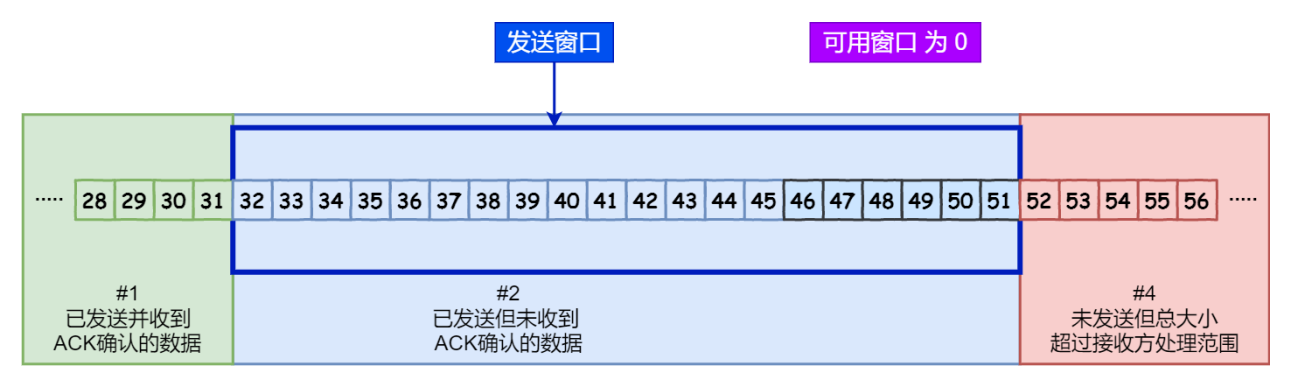 发送窗口
可用窗口 为 0
····· 28 29 30 31 32 33 34 35 36 37 38 39 40 41 42 43 44 45 46 47 48 49 50 51 52 53 54 55 56 ·····
#1
已发送并收到
ACK确认的数据
#2
已发送但未收到
ACK确认的数据
#4
未发送但总大小
超过接收方处理范围